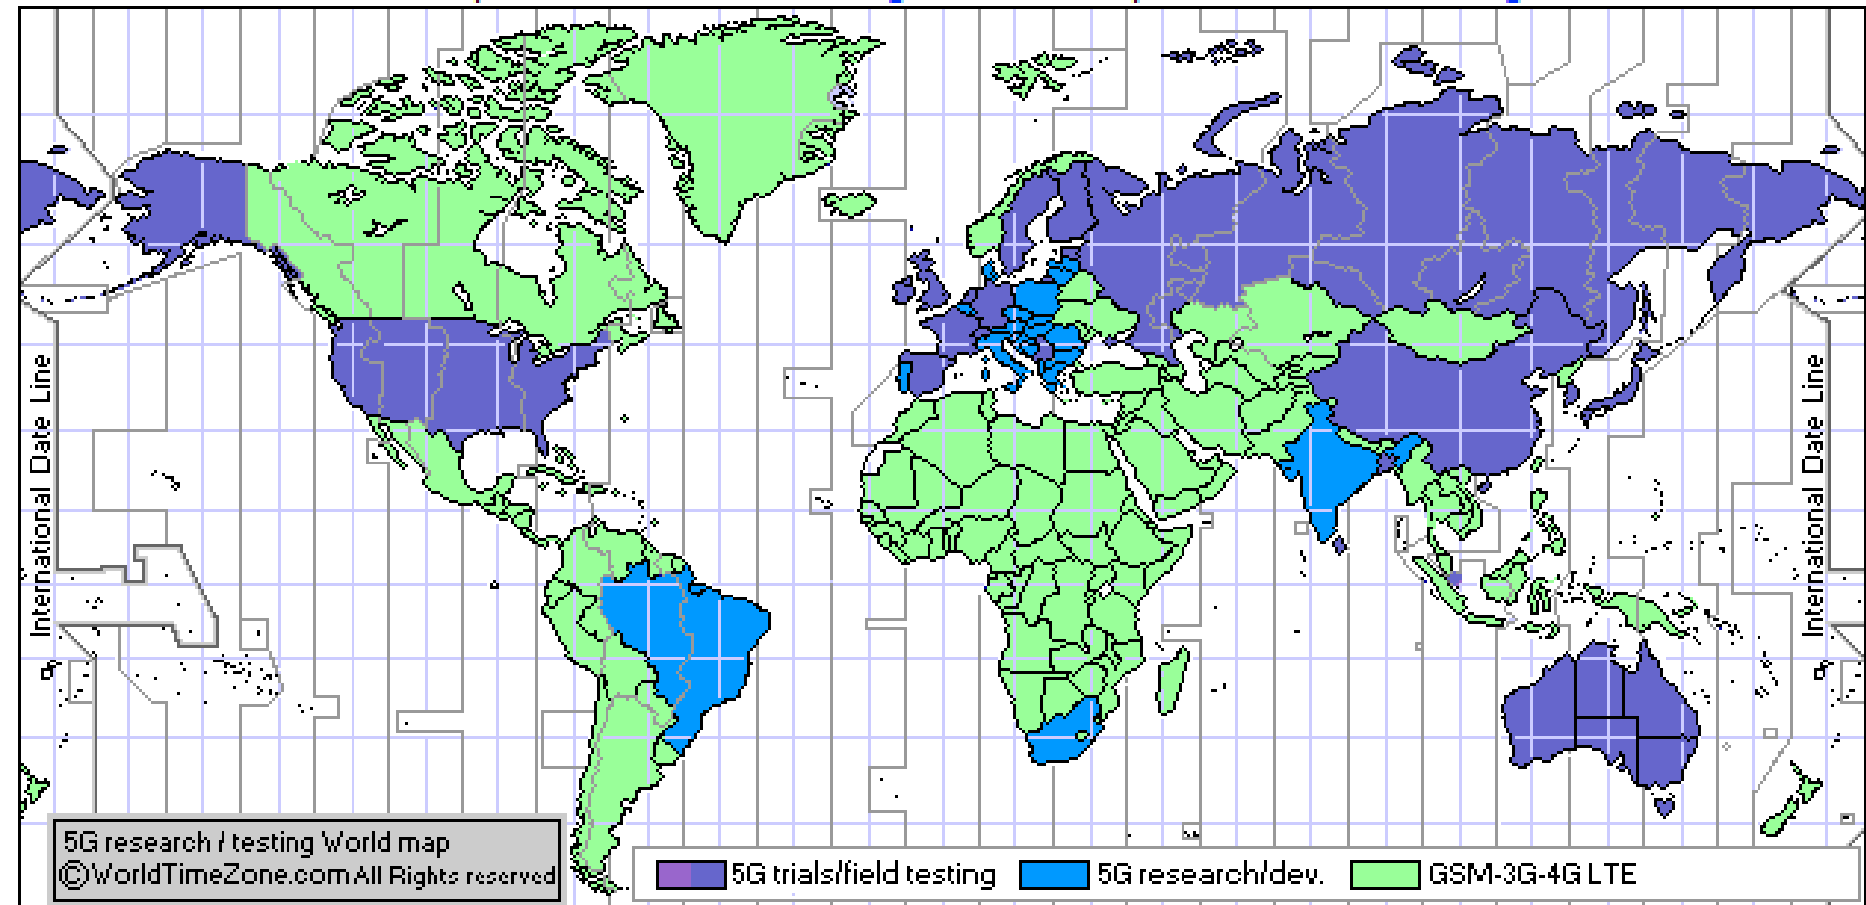 International Date Line
International Date Line
5G research / testing World map
©WorldTimeZone.com All Rights reserved
5G trials/field testing
5G research/dev.
GSM-3G-4G LTE